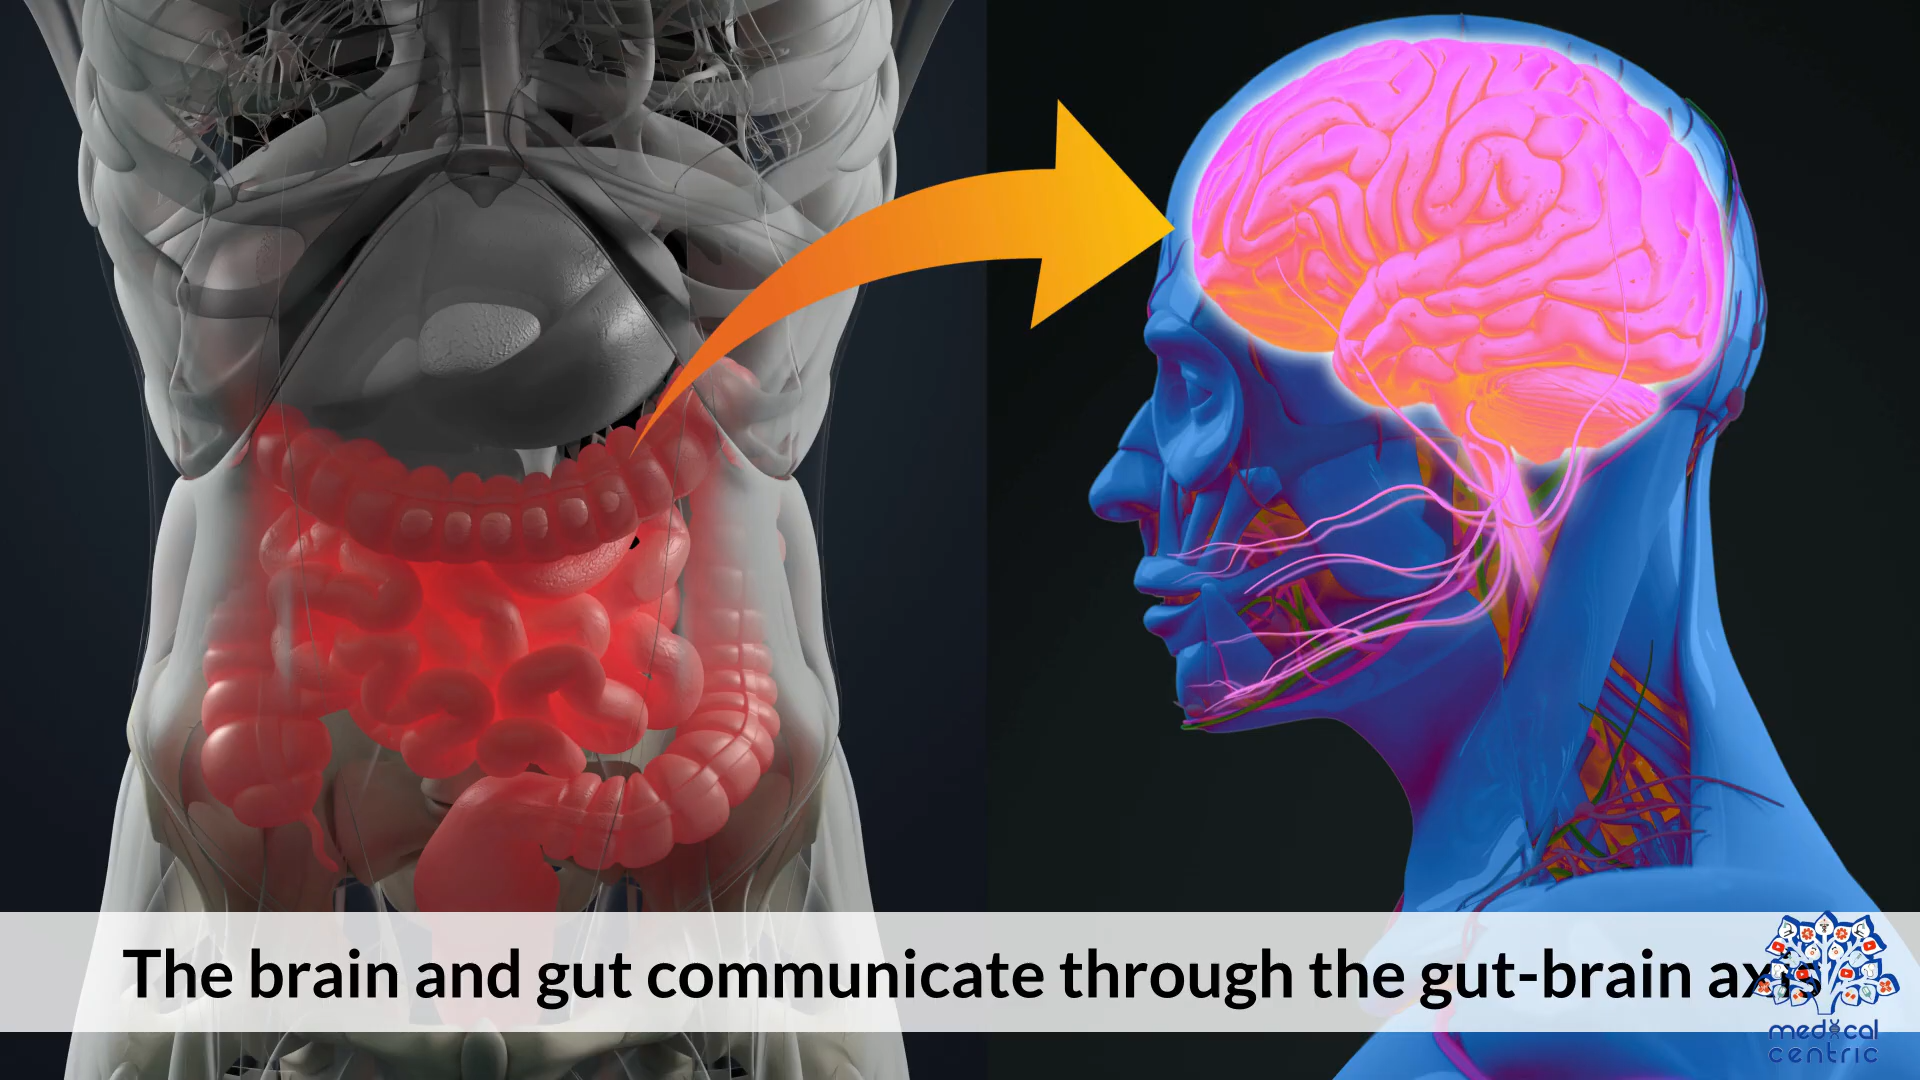 The brain and gut communicate through the gut-brain axis
medical
centric